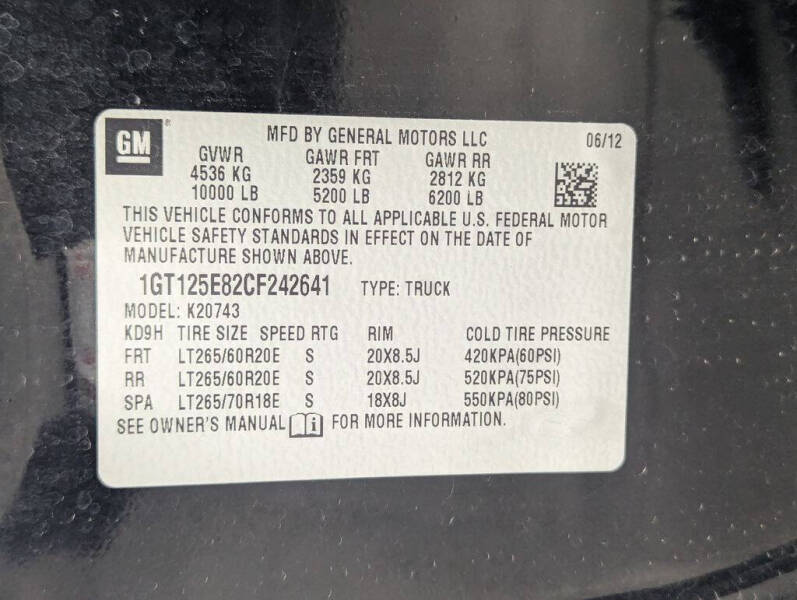 GM ® MFD BY GENERAL MOTORS LLC 06/12
GVWR GAWR FRT GAWR RR
4536 KG 2359 KG 2812 KG
10000 LB 5200 LB 6200 LB
THIS VEHICLE CONFORMS TO ALL APPLICABLE U.S. FEDERAL MOTOR
VEHICLE SAFETY STANDARDS IN EFFECT ON THE DATE OF
MANUFACTURE SHOWN ABOVE.
1GT125E82CF242641 TYPE: TRUCK
MODEL: K20743
KD9H TIRE SIZE SPEED RTG RIM COLD TIRE PRESSURE
FRT LT265/60R20E S 20X8.5J 420KPA(60PSI)
RR LT265/60R20E S 20X8.5J 520KPA(75PSI)
SPA LT265/70R18E S 18X8J 550KPA(80PSI)
SEE OWNER'S MANUAL i FOR MORE INFORMATION.